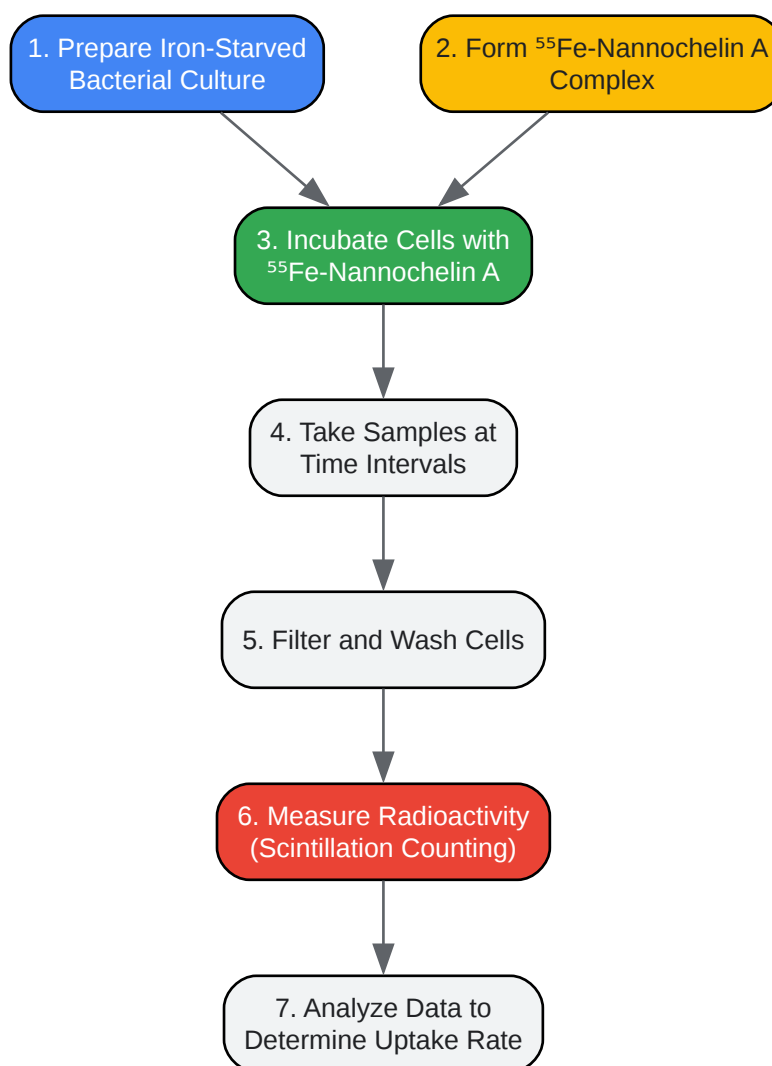 1. Prepare Iron-Starved
Bacterial Culture
2. Form ⁵⁵Fe-Nannochelin A
Complex
3. Incubate Cells with
⁵⁵Fe-Nannochelin A
4. Take Samples at
Time Intervals
5. Filter and Wash Cells
6. Measure Radioactivity
(Scintillation Counting)
7. Analyze Data to
Determine Uptake Rate